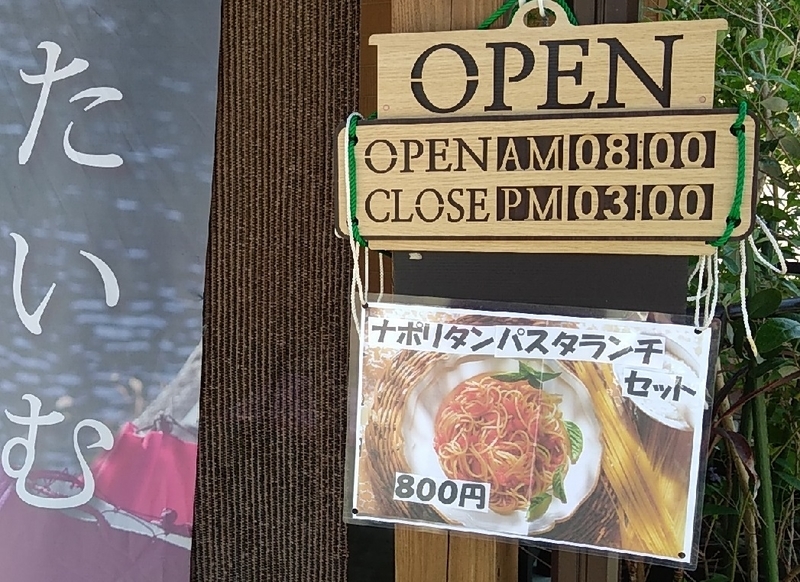 たいむ
OPEN
OPEN AM 08:00
CLOSE PM 03:00
ナポリタンパスタランチ
セット
800円